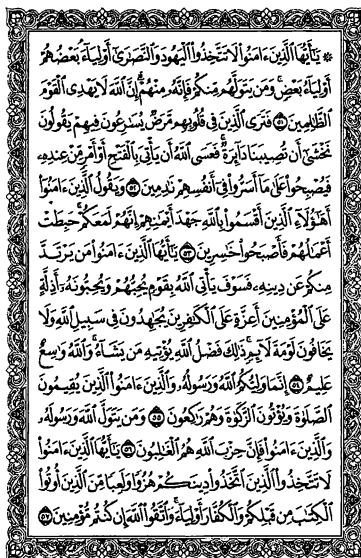 ۞ يَٰٓأَيُّهَا ٱلَّذِينَ ءَامَنُوا۟ لَا تَتَّخِذُوا۟ ٱلْيَهُودَ وَٱلنَّصَٰرَىٰٓ أَوْلِيَآءَ ۘ بَعْضُهُمْ
أَوْلِيَآءُ بَعْضٍ ۚ وَمَن يَتَوَلَّهُم مِّنكُمْ فَإِنَّهُۥ مِنْهُمْ ۗ إِنَّ ٱللَّهَ لَا يَهْدِى ٱلْقَوْمَ
ٱلظَّٰلِمِينَ ۝٥١ فَتَرَى ٱلَّذِينَ فِى قُلُوبِهِم مَّرَضٌ يُسَٰرِعُونَ فِيهِمْ يَقُولُونَ
نَخْشَىٰٓ أَن تُصِيبَنَا دَآئِرَةٌ ۚ فَعَسَى ٱللَّهُ أَن يَأْتِىَ بِٱلْفَتْحِ أَوْ أَمْرٍ مِّنْ عِندِهِۦ
فَيُصْبِحُوا۟ عَلَىٰ مَآ أَسَرُّوا۟ فِىٓ أَنفُسِهِمْ نَٰدِمِينَ ۝٥٢ وَيَقُولُ ٱلَّذِينَ ءَامَنُوٓا۟
أَهَٰٓؤُلَآءِ ٱلَّذِينَ أَقْسَمُوا۟ بِٱللَّهِ جَهْدَ أَيْمَٰنِهِمْ ۙ إِنَّهُمْ لَمَعَكُمْ ۚ حَبِطَتْ
أَعْمَٰلُهُمْ فَأَصْبَحُوا۟ خَٰسِرِينَ ۝٥٣ يَٰٓأَيُّهَا ٱلَّذِينَ ءَامَنُوا۟ مَن يَرْتَدَّ
مِنكُمْ عَن دِينِهِۦ فَسَوْفَ يَأْتِى ٱللَّهُ بِقَوْمٍ يُحِبُّهُمْ وَيُحِبُّونَهُۥٓ أَذِلَّةٍ
عَلَى ٱلْمُؤْمِنِينَ أَعِزَّةٍ عَلَى ٱلْكَٰفِرِينَ يُجَٰهِدُونَ فِى سَبِيلِ ٱللَّهِ وَلَا
يَخَافُونَ لَوْمَةَ لَآئِمٍ ۚ ذَٰلِكَ فَضْلُ ٱللَّهِ يُؤْتِيهِ مَن يَشَآءُ ۚ وَٱللَّهُ وَٰسِعٌ
عَلِيمٌ ۝٥٤ إِنَّمَا وَلِيُّكُمُ ٱللَّهُ وَرَسُولُهُۥ وَٱلَّذِينَ ءَامَنُوا۟ ٱلَّذِينَ يُقِيمُونَ
ٱلصَّلَوٰةَ وَيُؤْتُونَ ٱلزَّكَوٰةَ وَهُمْ رَٰكِعُونَ ۝٥٥ وَمَن يَتَوَلَّ ٱللَّهَ وَرَسُولَهُۥ
وَٱلَّذِينَ ءَامَنُوا۟ فَإِنَّ حِزْبَ ٱللَّهِ هُمُ ٱلْغَٰلِبُونَ ۝٥٦ يَٰٓأَيُّهَا ٱلَّذِينَ ءَامَنُوا۟
لَا تَتَّخِذُوا۟ ٱلَّذِينَ ٱتَّخَذُوا۟ دِينَكُمْ هُزُوًا وَلَعِبًا مِّنَ ٱلَّذِينَ أُوتُوا۟
ٱلْكِتَٰبَ مِن قَبْلِكُمْ وَٱلْكُفَّارَ أَوْلِيَآءَ ۚ وَٱتَّقُوا۟ ٱللَّهَ إِن كُنتُم مُّؤْمِنِينَ ۝٥٧